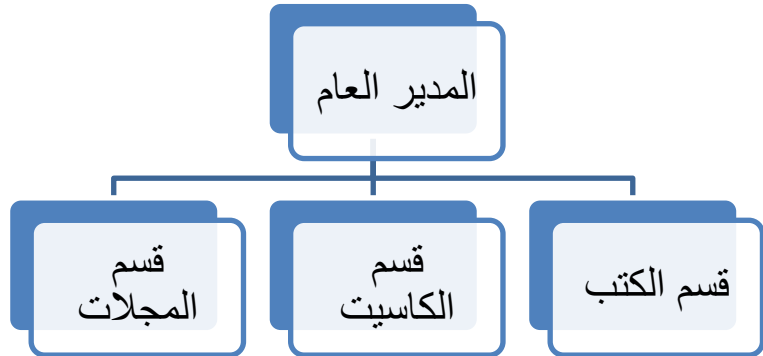 المدير العام
قسم الكتب
قسم
الكاسيت
قسم
المجلات